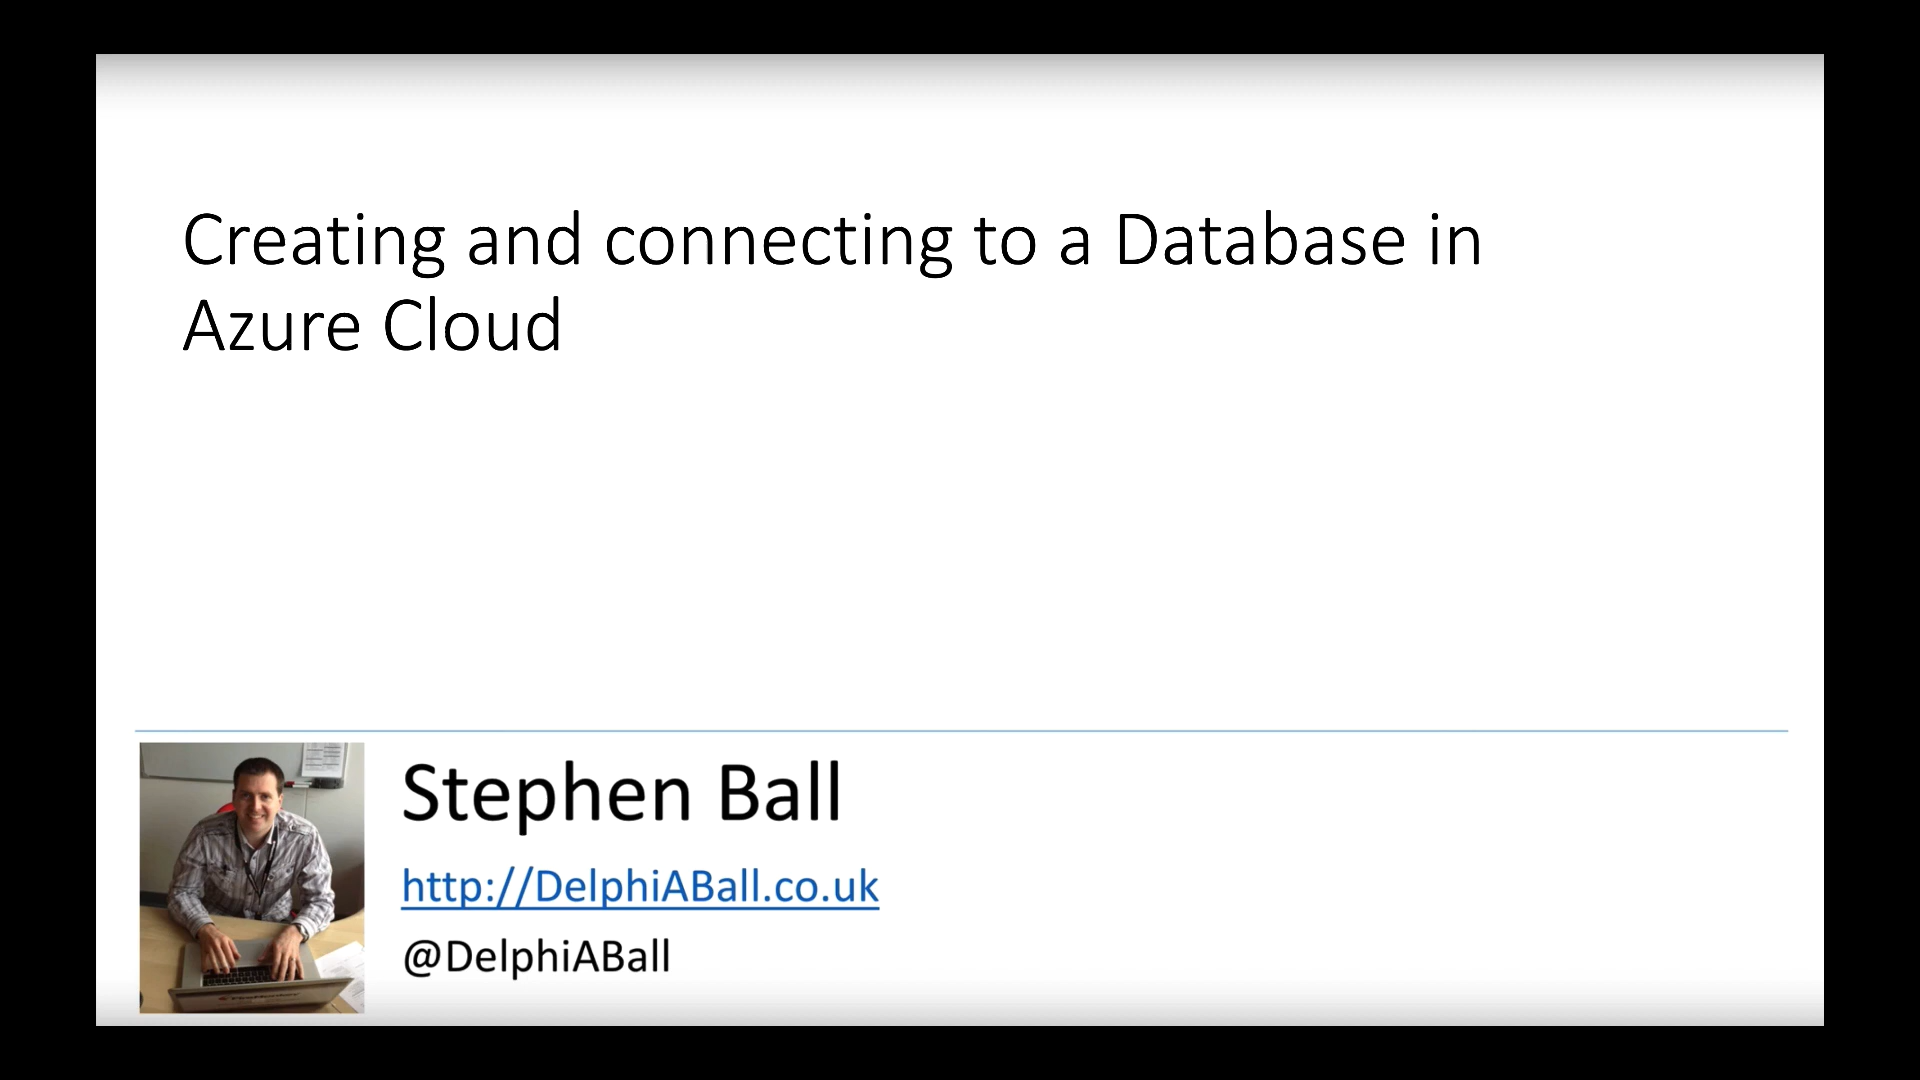 Creating and connecting to a Database in
Azure Cloud
Stephen Ball
http://DelphiABall.co.uk
@DelphiABall